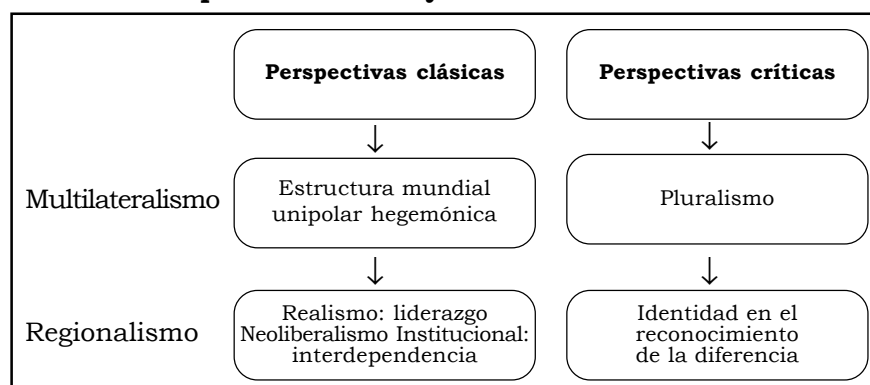 Perspectivas clásicas
Perspectivas críticas
Multilateralismo
Estructura mundial
unipolar hegemónica
Pluralismo
Regionalismo
Realismo: liderazgo
Neoliberalismo Institucional:
interdependencia
Identidad en el
reconocimiento
de la diferencia